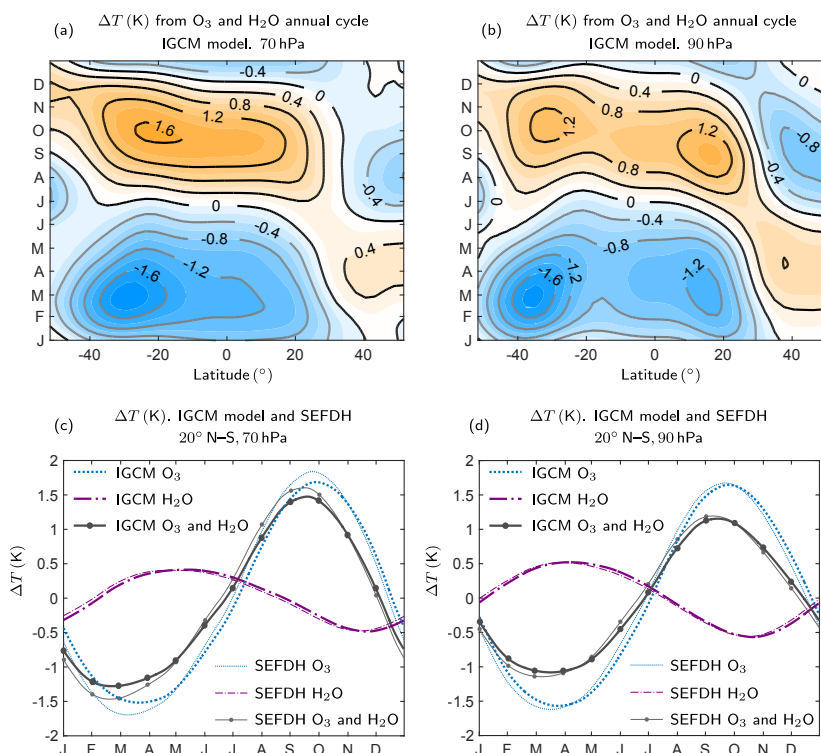 (a)
ΔT (K) from O3 and H2O annual cycle
IGCM model. 70 hPa
D
N
O
S
A
J
J
M
A
M
F
J
-0.4
0
0.4
0.8
1.2
1.6
0
-0.4
-0.4
-0.8
-1.2
-1.6
0.4
-40
-20
0
20
40
Latitude (°)
(b)
ΔT (K) from O3 and H2O annual cycle
IGCM model. 90 hPa
D
N
O
S
A
J
J
M
A
M
F
J
-0.4
0
0.4
0.8
1.2
1.2
0.8
-0.8
-0.4
0
0
-0.4
-0.8
-1.2
-1.6
-1.2
0.4
-40
-20
0
20
40
Latitude (°)
(c)
ΔT (K). IGCM model and SEFDH
20° N–S, 70 hPa
IGCM O3
IGCM H2O
IGCM O3 and H2O
SEFDH O3
SEFDH H2O
SEFDH O3 and H2O
ΔT (K)
2
1.5
1
0.5
0
-0.5
-1
-1.5
-2
J F M A M J J A S O N D
(d)
ΔT (K). IGCM model and SEFDH
20° N–S, 90 hPa
IGCM O3
IGCM H2O
IGCM O3 and H2O
SEFDH O3
SEFDH H2O
SEFDH O3 and H2O
ΔT (K)
2
1.5
1
0.5
0
-0.5
-1
-1.5
-2
J F M A M J J A S O N D